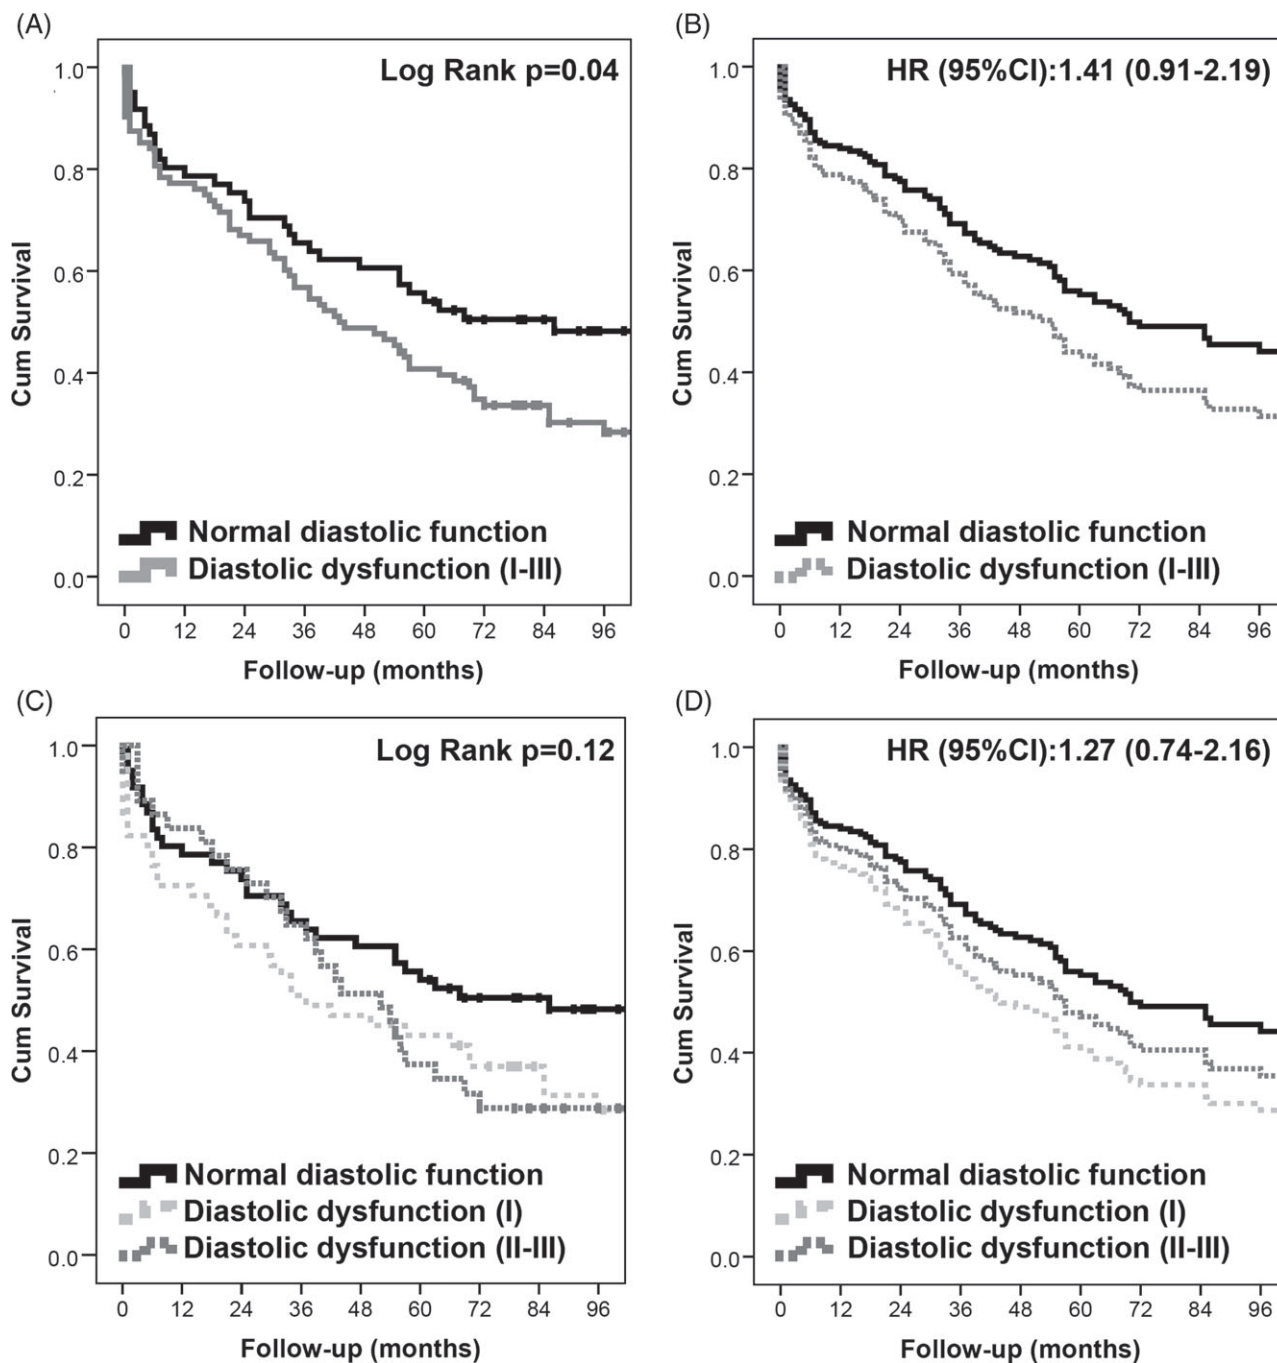 (A)
Log Rank p=0.04
1.0
0.8
0.6
0.4
0.2
0.0
Cum Survival
Normal diastolic function
Diastolic dysfunction (I-III)
0 12 24 36 48 60 72 84 96
Follow-up (months)
(B)
HR (95%CI):1.41 (0.91-2.19)
1.0
0.8
0.6
0.4
0.2
0.0
Cum Survival
Normal diastolic function
Diastolic dysfunction (I-III)
0 12 24 36 48 60 72 84 96
Follow-up (months)
(C)
Log Rank p=0.12
1.0
0.8
0.6
0.4
0.2
0.0
Cum Survival
Normal diastolic function
Diastolic dysfunction (I)
Diastolic dysfunction (II-III)
0 12 24 36 48 60 72 84 96
Follow-up (months)
(D)
HR (95%CI):1.27 (0.74-2.16)
1.0
0.8
0.6
0.4
0.2
0.0
Cum Survival
Normal diastolic function
Diastolic dysfunction (I)
Diastolic dysfunction (II-III)
0 12 24 36 48 60 72 84 96
Follow-up (months)